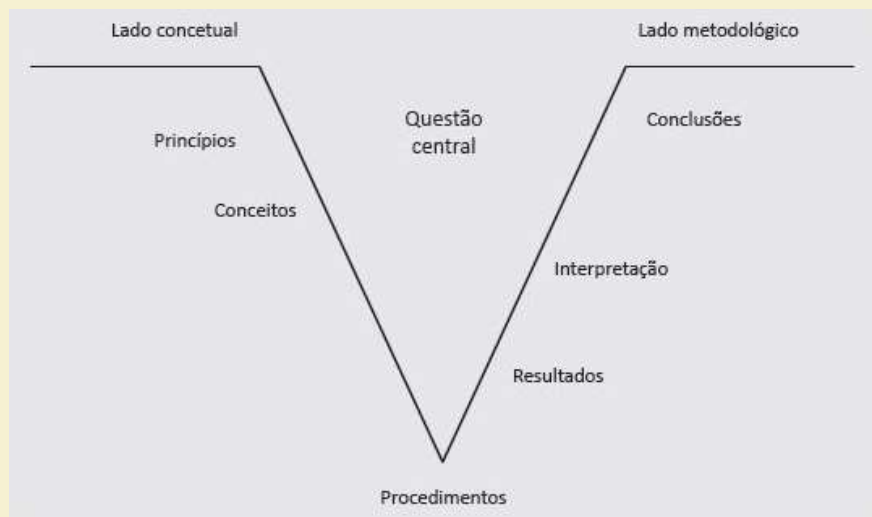 Lado concetual
Lado metodológico
Questão
central
Conclusões
Princípios
Conceitos
Interpretação
Resultados
Procedimentos